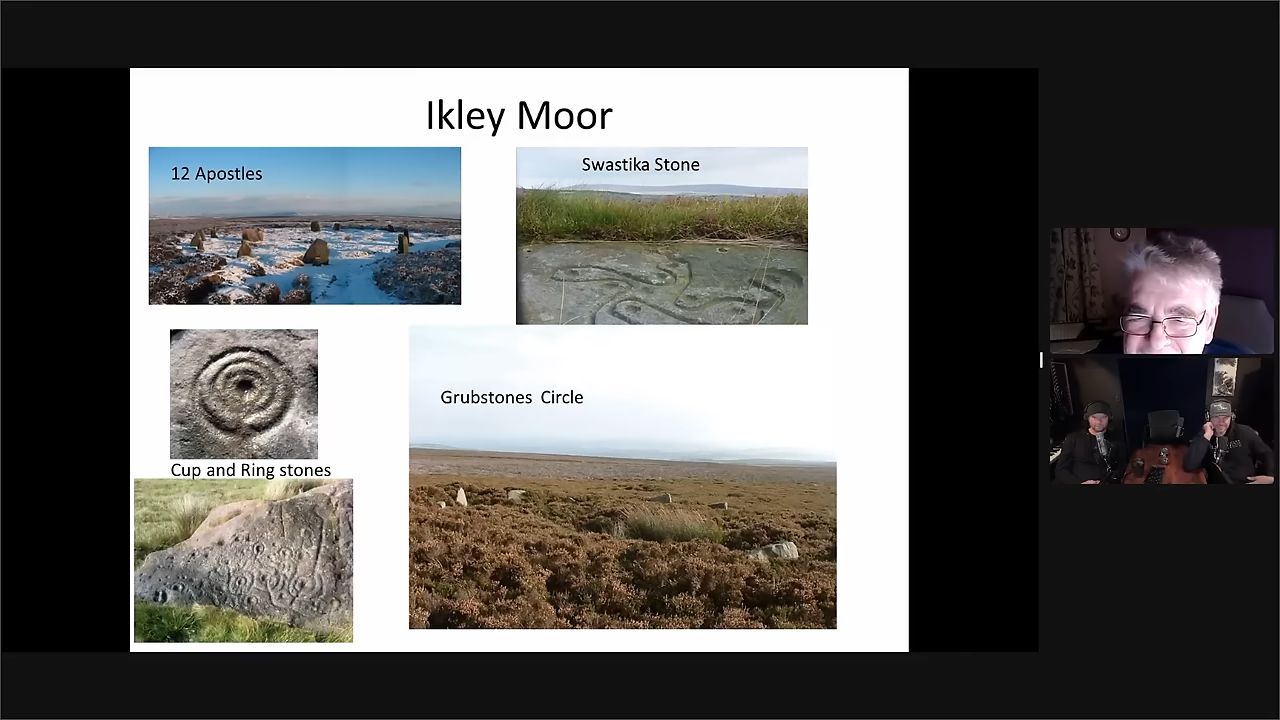 Ikley Moor
12 Apostles
Swastika Stone
Grubstones Circle
Cup and Ring stones